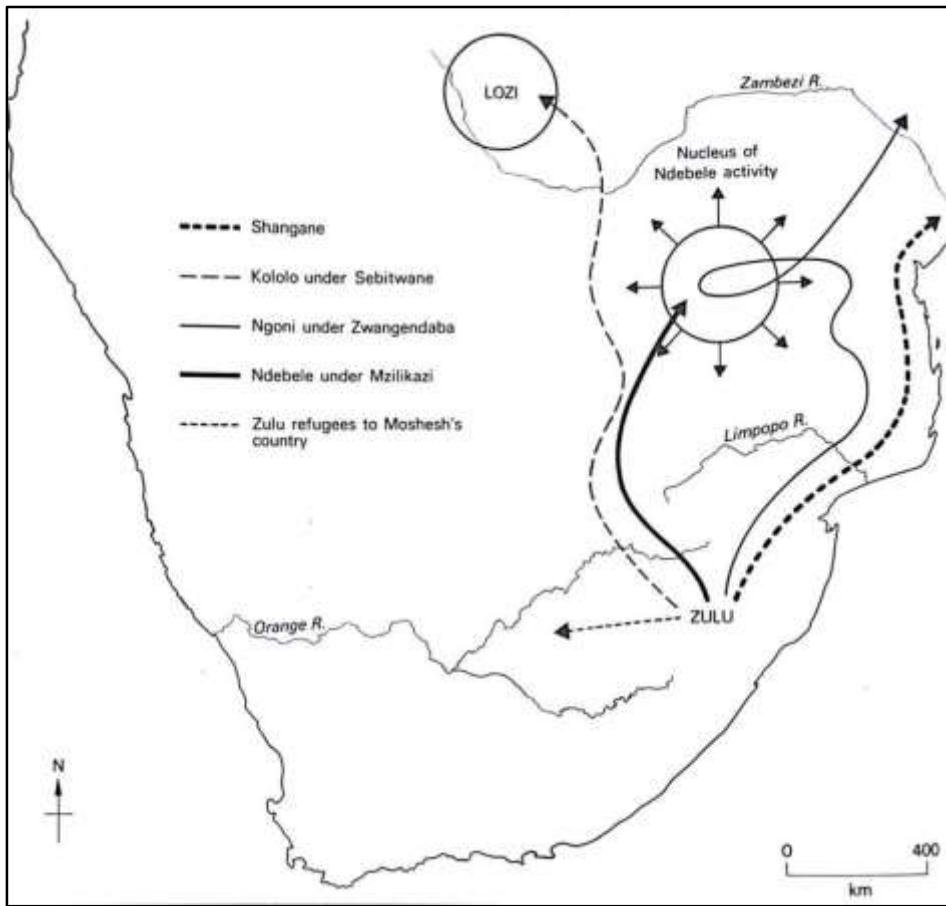 LOZI
Zambezi R.
Nucleus of
Ndebele activity
Shangane
Kololo under Sebitwane
Ngoni under Zwangendaba
Ndebele under Mzilikazi
Zulu refugees to Moshesh's
country
Limpopo R.
ZULU
Orange R.
N
0 400
km